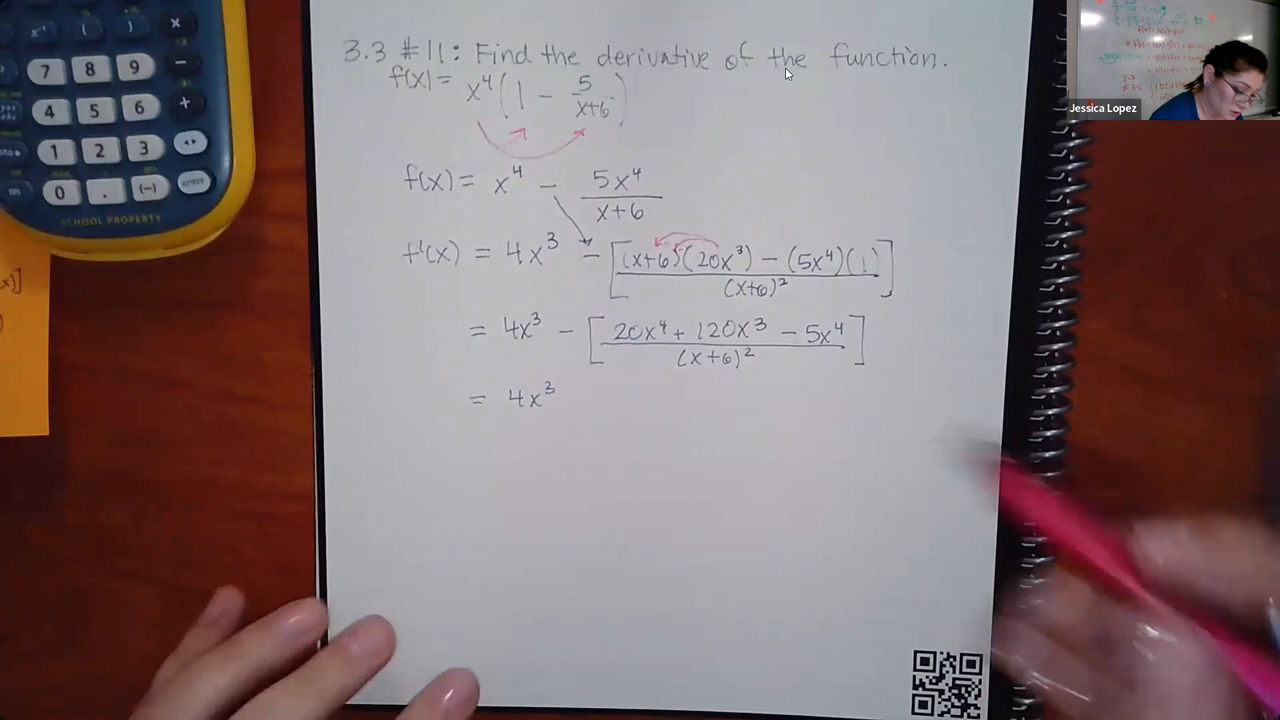 3.3 #11: Find the derivative of the function.
f(x) = x⁴(1 - 5/(x+6))
f(x) = x⁴ - 5x⁴/(x+6)
f'(x) = 4x³ - [((x+6)(20x³) - (5x⁴)(1))/(x+6)²]
= 4x³ - [(20x⁴ + 120x³ - 5x⁴)/(x+6)²]
= 4x³
Jessica Lopez
x⁻¹ ( ) ×
7 8 9 −
4 5 6 +
1 2 3
0 . (−) enter
SCHOOL PROPERTY